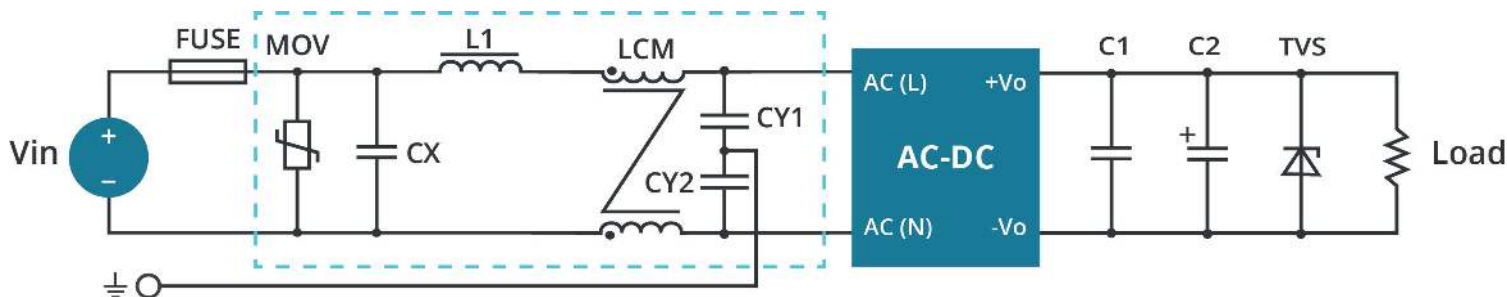 FUSE
MOV
L1
LCM
C1
C2
TVS
AC (L)
+Vo
CY1
+
Vin
+
−
CX
AC-DC
Load
CY2
AC (N)
-Vo